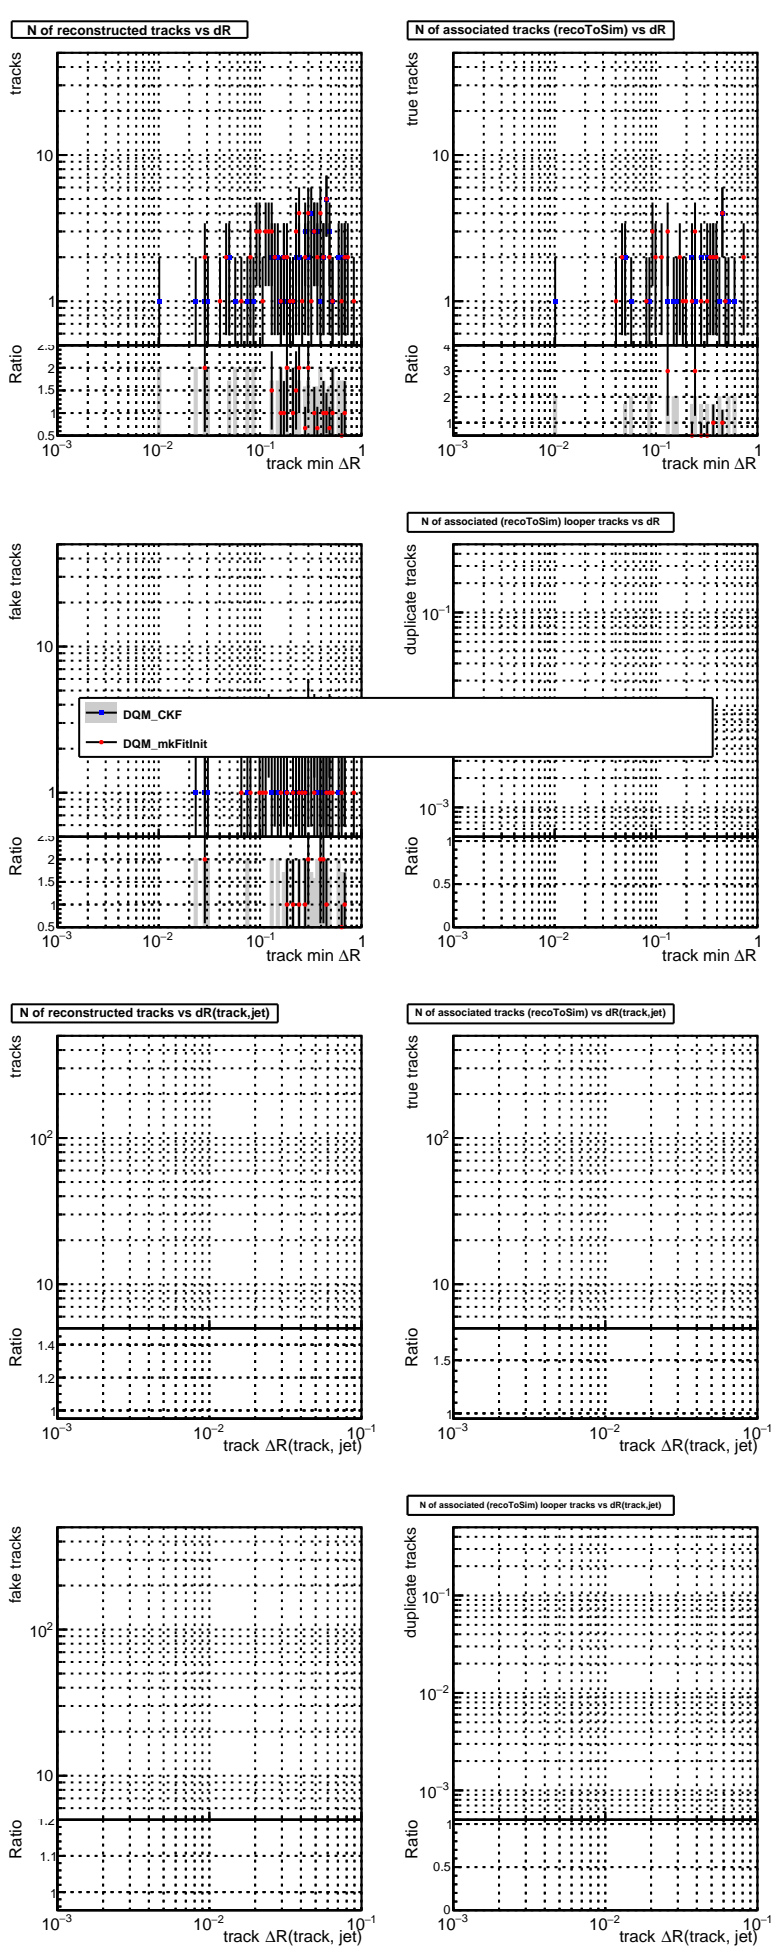 N of reconstructed tracks vs dR
tracks
10
1
Ratio
2.5
2
1.5
1
0.5
10−3
10−2
10−1
1
track min ΔR
N of associated tracks (recoToSim) vs dR
true tracks
10
1
Ratio
4
3
2
1
10−3
10−2
10−1
1
track min ΔR
fake tracks
10
1
Ratio
2.5
2
1.5
1
0.5
10−3
10−2
10−1
1
track min ΔR
N of associated (recoToSim) looper tracks vs dR
duplicate tracks
10−1
10−3
Ratio
1
0.5
0
10−3
10−2
10−1
1
track min ΔR
DQM_CKF
DQM_mkFitInit
N of reconstructed tracks vs dR(track,jet)
tracks
102
10
Ratio
1.4
1.2
1
10−3
10−2
10−1
track ΔR(track, jet)
N of associated tracks (recoToSim) vs dR(track,jet)
true tracks
102
10
Ratio
1.5
1
10−3
10−2
10−1
track ΔR(track, jet)
fake tracks
102
10
Ratio
1.2
1.1
1
10−3
10−2
10−1
track ΔR(track, jet)
N of associated (recoToSim) looper tracks vs dR(track,jet)
duplicate tracks
10−1
10−2
10−3
Ratio
1
0.5
0
10−3
10−2
10−1
track ΔR(track, jet)